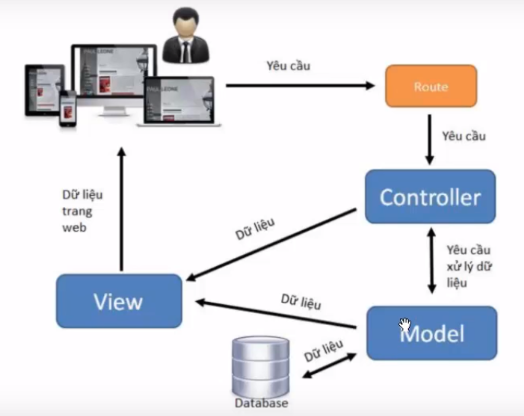 Yêu cầu
Route
Yêu cầu
Controller
Dữ liệu
trang
web
Dữ liệu
Yêu cầu
xử lý dữ
liệu
View
Dữ liệu
Model
Dữ liệu
Database